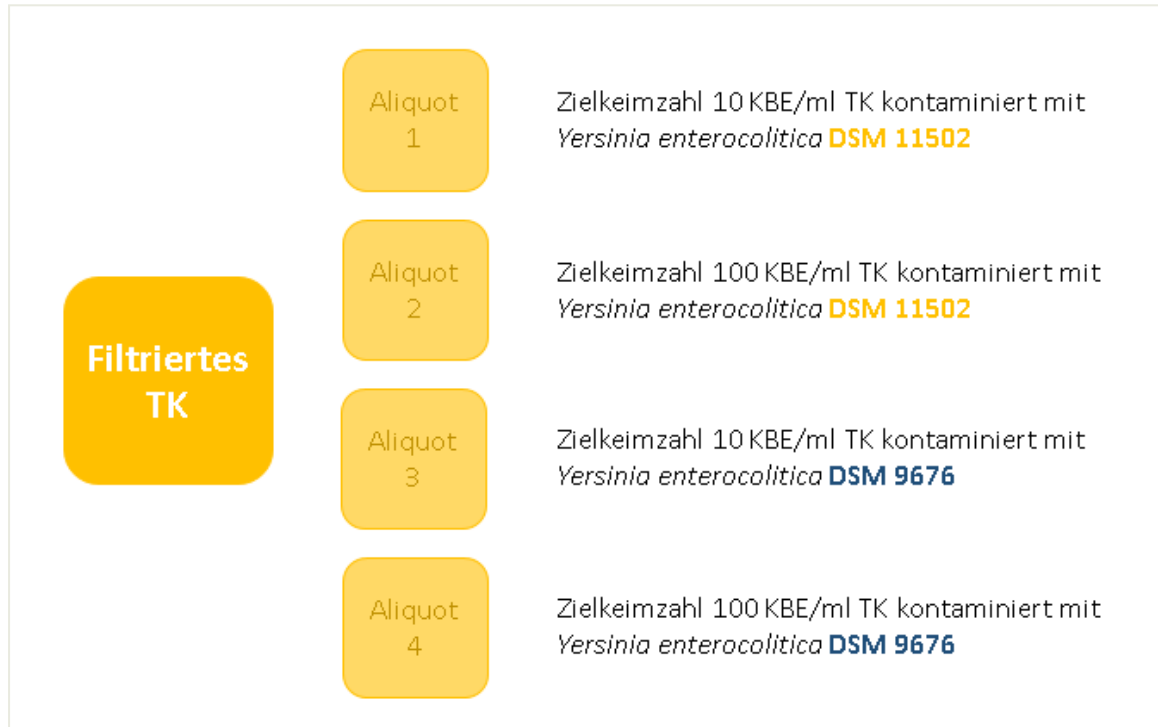 Filtriertes
TK
Aliquot
1
Zielkeimzahl 10 KBE/ml TK kontaminiert mit
Yersinia enterocolitica DSM 11502
Aliquot
2
Zielkeimzahl 100 KBE/ml TK kontaminiert mit
Yersinia enterocolitica DSM 11502
Aliquot
3
Zielkeimzahl 10 KBE/ml TK kontaminiert mit
Yersinia enterocolitica DSM 9676
Aliquot
4
Zielkeimzahl 100 KBE/ml TK kontaminiert mit
Yersinia enterocolitica DSM 9676